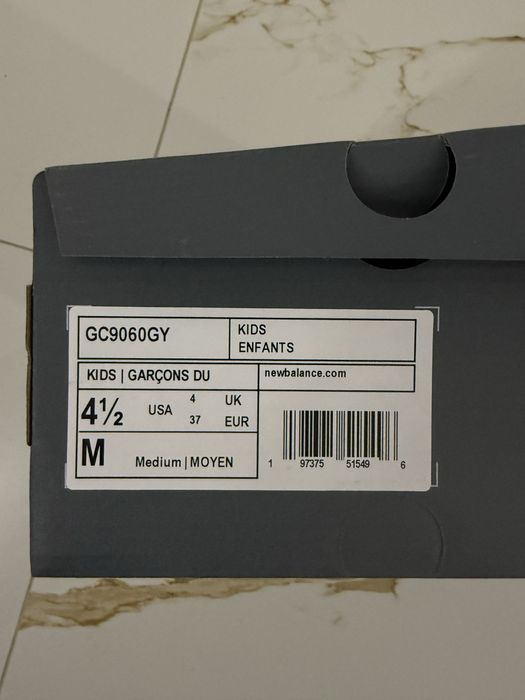 GC9060GY
KIDS
ENFANTS
KIDS | GARÇONS DU
newbalance.com
4½ USA 4 UK
37 EUR
M Medium | MOYEN
1 97375 51549 6